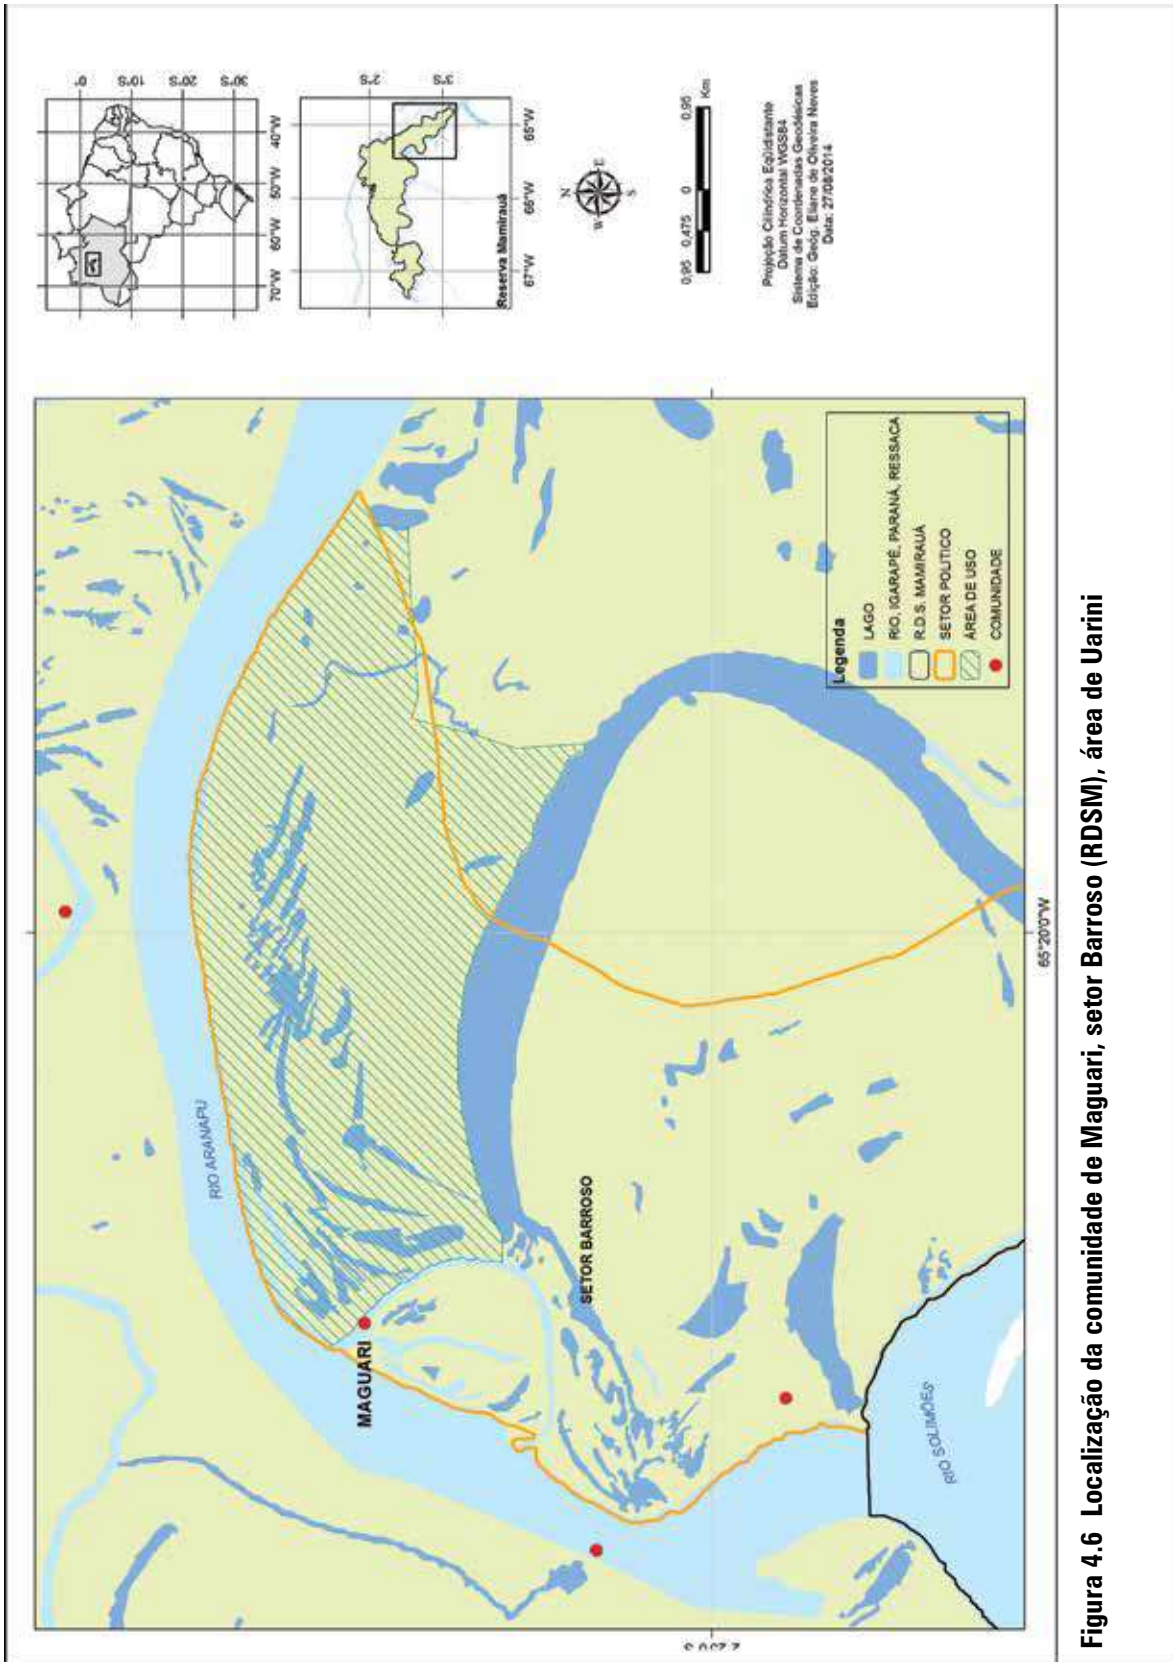 0°
10°S
20°S
30°S
70°W
60°W
50°W
40°W
2°S
3°S
67°W
66°W
65°W
Reserva Mamirauá
N
E
S
W
0,95 0,475 0 0,95
Km
Projeção Cilíndrica Eqüidistante
Datum Horizontal WGS84
Sistema de Coordenadas Geodésicas
Edição: Geóg. Eliane de Oliveira Neves
Data: 27/08/2014
RIO ARANAPU
MAGUARI
SETOR BARROSO
RIO SOLIMÕES
Legenda
LAGO
RIO, IGARAPÉ, PARANÁ, RESSACA
R.D.S. MAMIRAUÁ
SETOR POLITICO
ÁREA DE USO
COMUNIDADE
65°20'0"W
Figura 4.6 Localização da comunidade de Maguari, setor Barroso (RDSM), área de Uarini